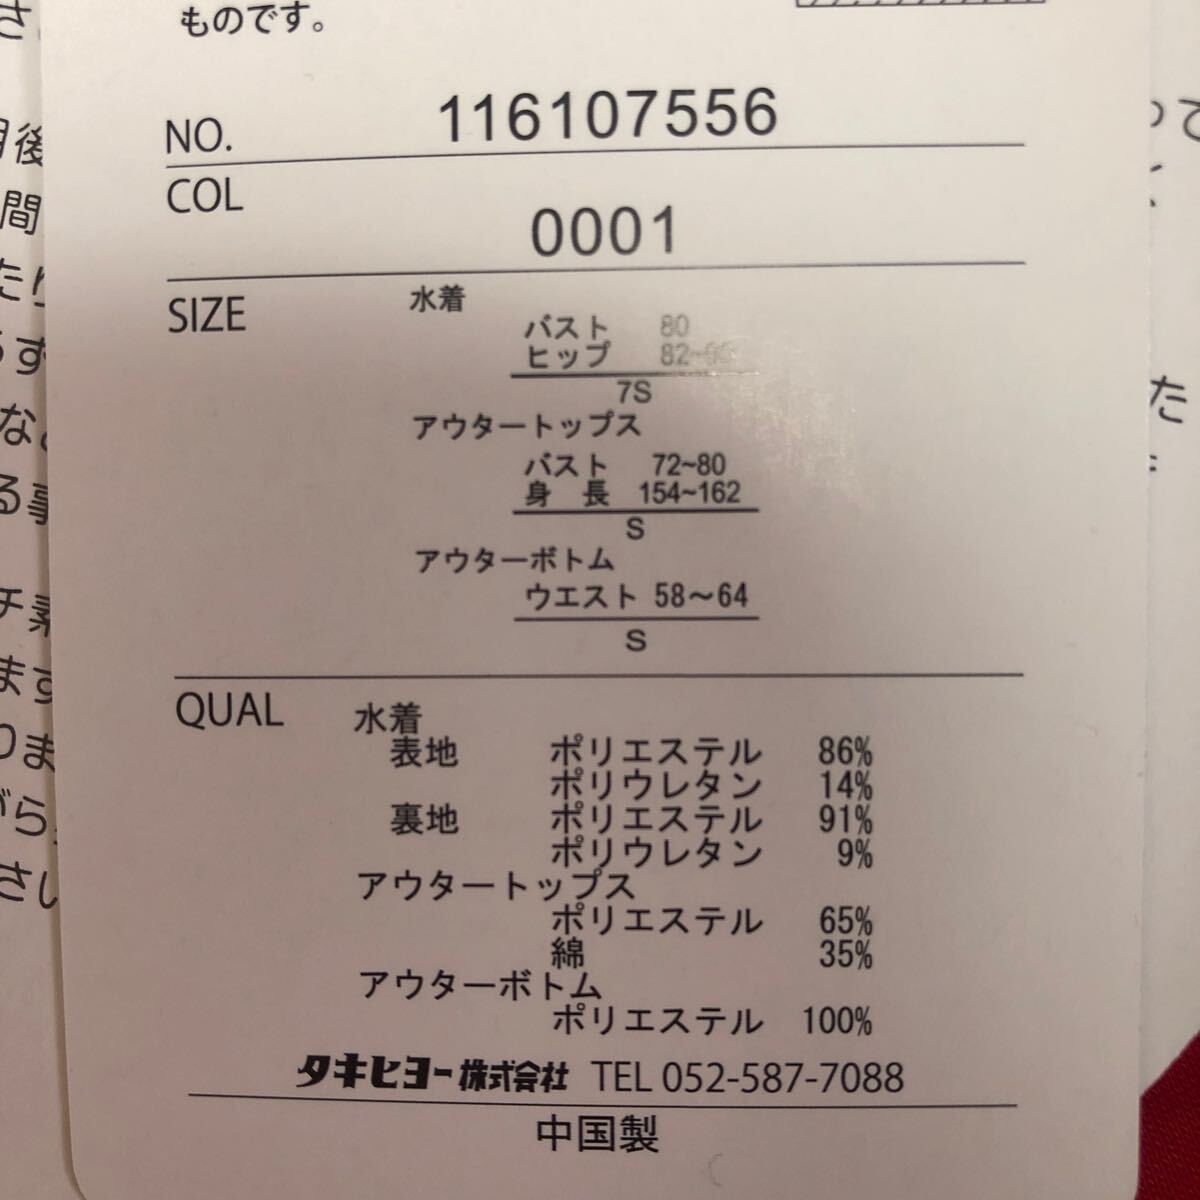 ものです。
NO. 116107556
COL 0001
SIZE 水着
バスト 80
ヒップ
7S
アウタートップス
バスト 72~80
身 長 154~162
S
アウターボトム
ウエスト 58～64
S
QUAL 水着
表地 ポリエステル 86%
ポリウレタン 14%
裏地 ポリエステル 91%
ポリウレタン 9%
アウタートップス
ポリエステル 65%
綿 35%
アウターボトム
ポリエステル 100%
タキヒヨー株式会社 TEL 052-587-7088
中国製